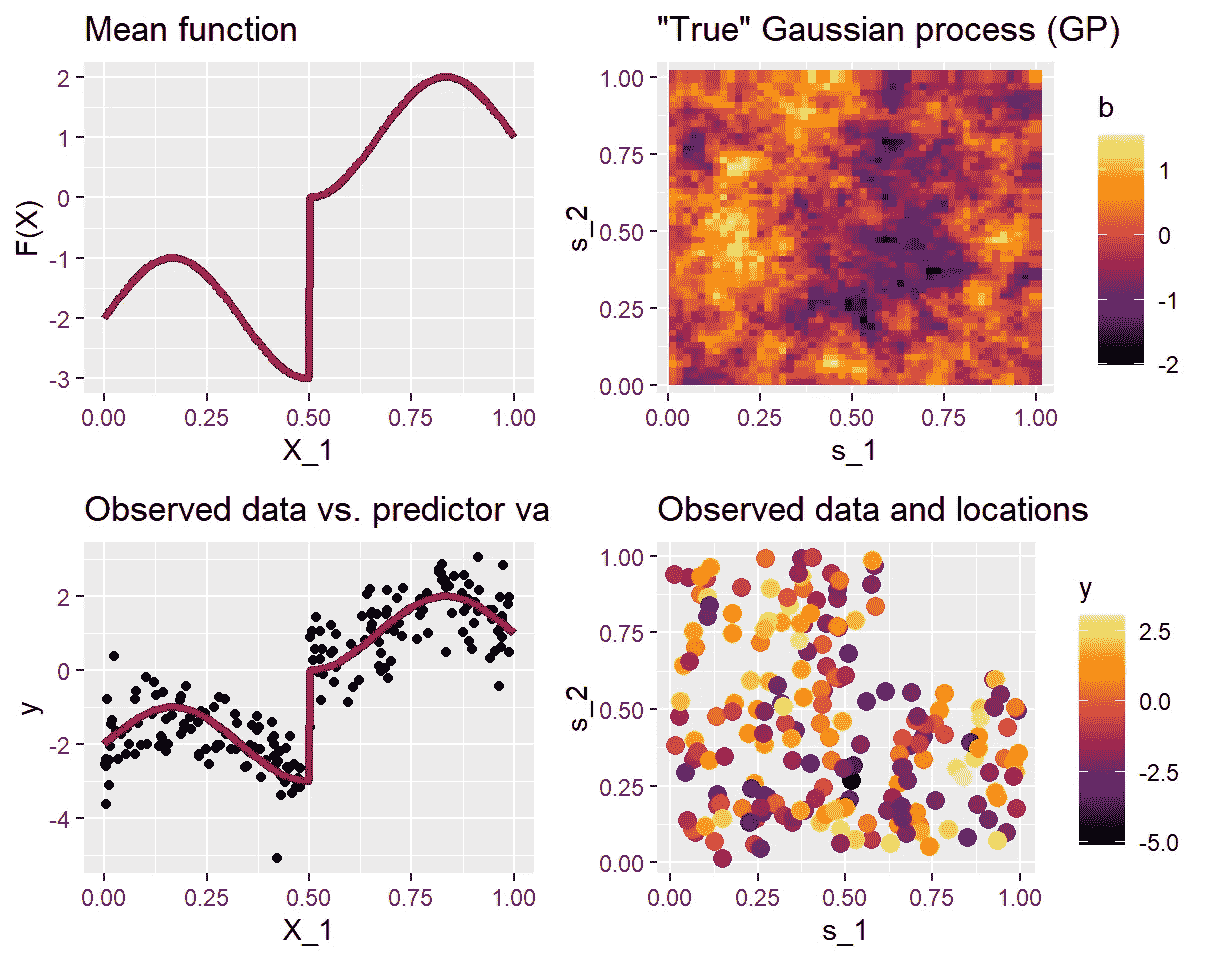 Mean function
2
1
0
-1
-2
-3
F(X)
0.00 0.25 0.50 0.75 1.00
X_1
"True" Gaussian process (GP)
1.00
0.75
0.50
0.25
0.00
s_2
0.00 0.25 0.50 0.75 1.00
s_1
b
1
0
-1
-2
Observed data vs. predictor va
2
0
-2
-4
y
0.00 0.25 0.50 0.75 1.00
X_1
Observed data and locations
1.00
0.75
0.50
0.25
0.00
s_2
0.00 0.25 0.50 0.75 1.00
s_1
y
2.5
0.0
-2.5
-5.0